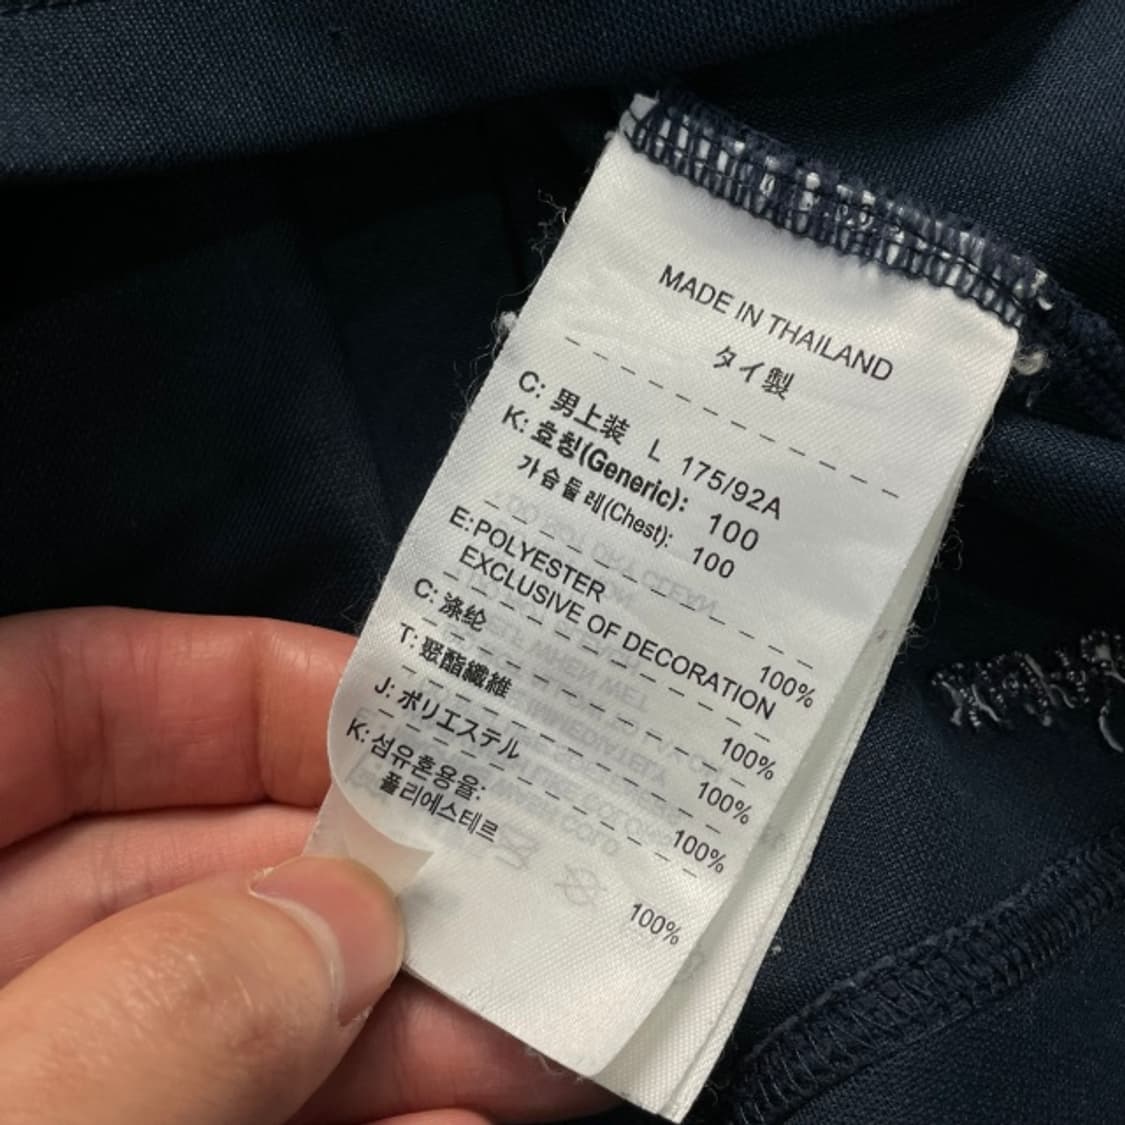 MADE IN THAILAND
タイ製
C: 男上装 L 175/92A
K: 호칭(Generic): 100
가슴둘레(Chest): 100
E:POLYESTER 100%
EXCLUSIVE OF DECORATION
C: 涤纶 100%
T: 聚酯纖維 100%
J: ポリエステル 100%
K: 섬유혼용율:
폴리에스테르 100%